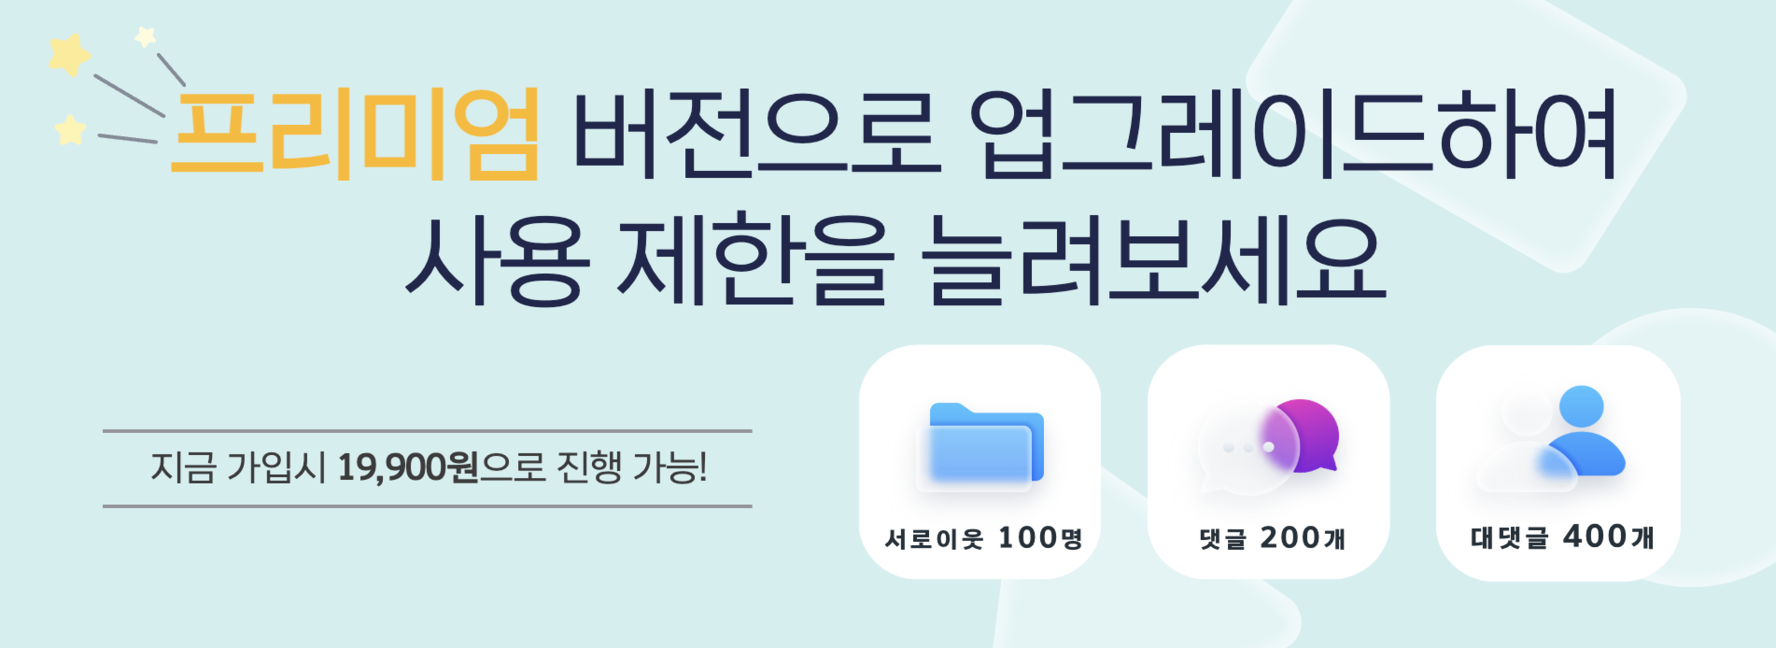 프리미엄 버전으로 업그레이드하여
사용 제한을 늘려보세요
지금 가입시 19,900원으로 진행 가능!
서로이웃 100명
댓글 200개
대댓글 400개